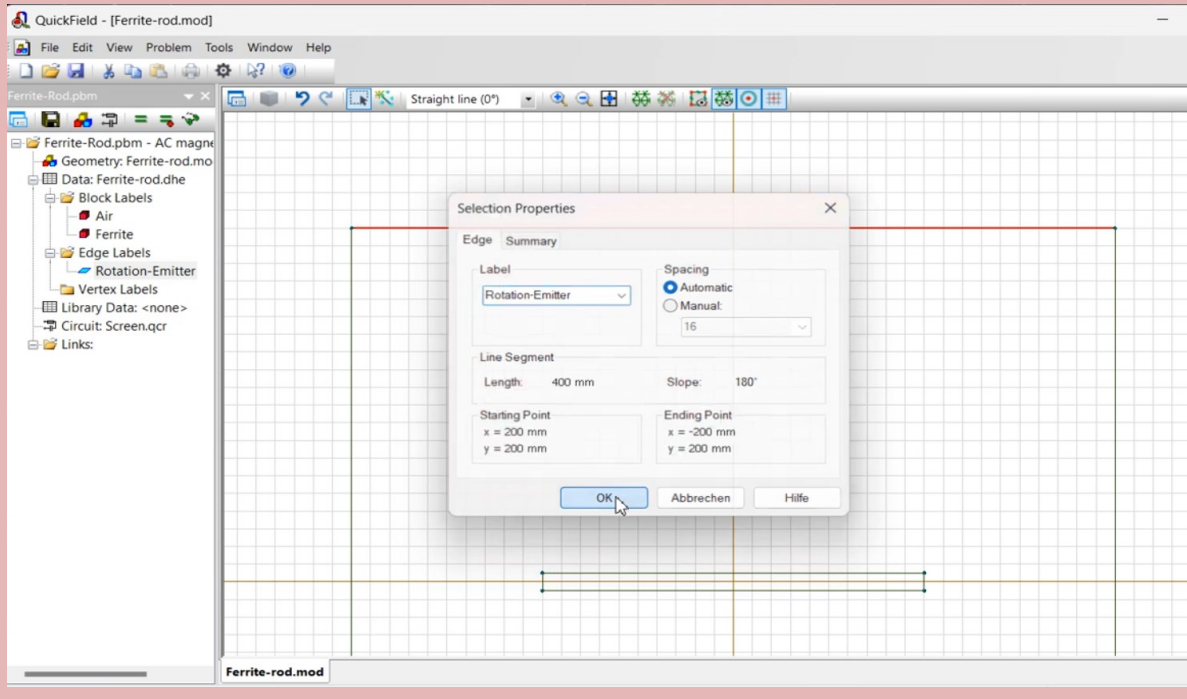 QuickField - [Ferrite-rod.mod]
File Edit View Problem Tools Window Help
Ferrite-Rod.pbm
Straight line (0°)
Ferrite-Rod.pbm - AC magne
Geometry: Ferrite-rod.mo
Data: Ferrite-rod.dhe
Block Labels
Air
Ferrite
Edge Labels
Rotation-Emitter
Vertex Labels
Library Data: <none>
Circuit: Screen.qcr
Links:
Selection Properties
Edge Summary
Label
Rotation-Emitter
Spacing
Automatic
Manual:
16
Line Segment
Length: 400 mm Slope: 180°
Starting Point
x = 200 mm
y = 200 mm
Ending Point
x = -200 mm
y = 200 mm
OK Abbrechen Hilfe
Ferrite-rod.mod